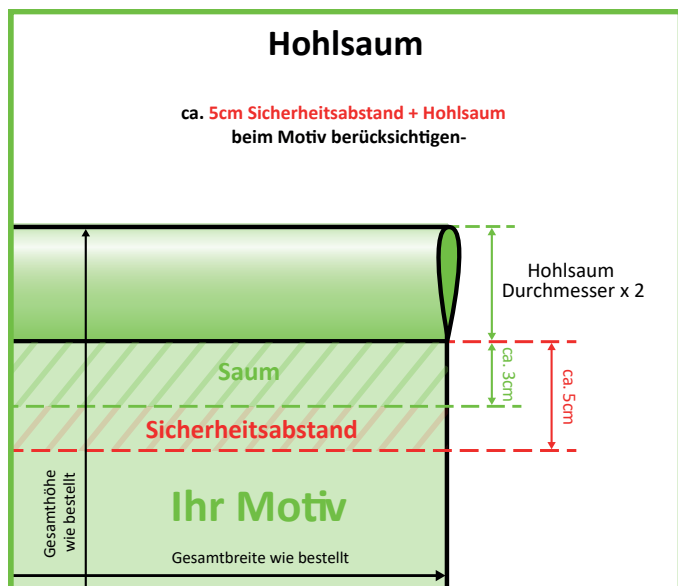 Hohlsaum
ca. 5cm Sicherheitsabstand + Hohlsaum
beim Motiv berücksichtigen-
Hohlsaum
Durchmesser x 2
Saum
ca. 3cm
ca. 5cm
Sicherheitsabstand
Ihr Motiv
Gesamthöhe
wie bestellt
Gesamtbreite wie bestellt